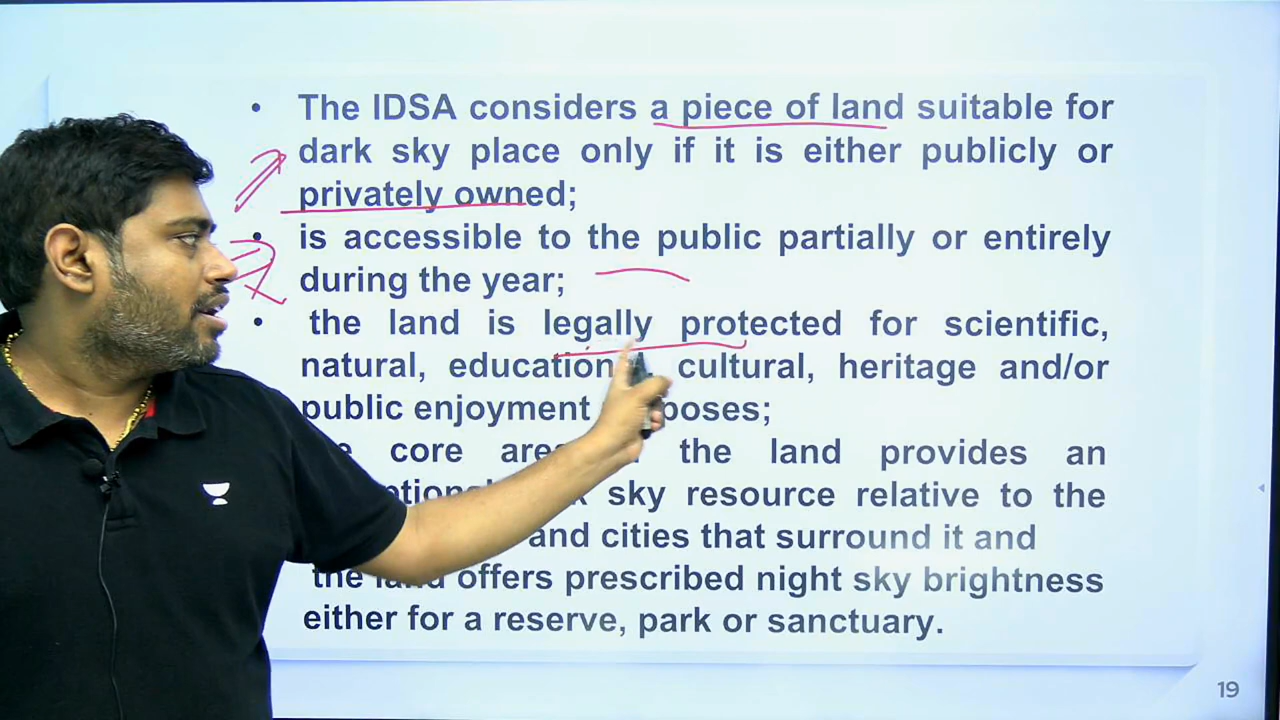 • The IDSA considers a piece of land suitable for
dark sky place only if it is either publicly or
privately owned;
• is accessible to the public partially or entirely
during the year;
• the land is legally protected for scientific,
natural, cultural, heritage and/or
public enjoyment
core the land provides an
sky resource relative to the
and cities that surround it and
the land offers prescribed night sky brightness
either for a reserve, park or sanctuary.
19